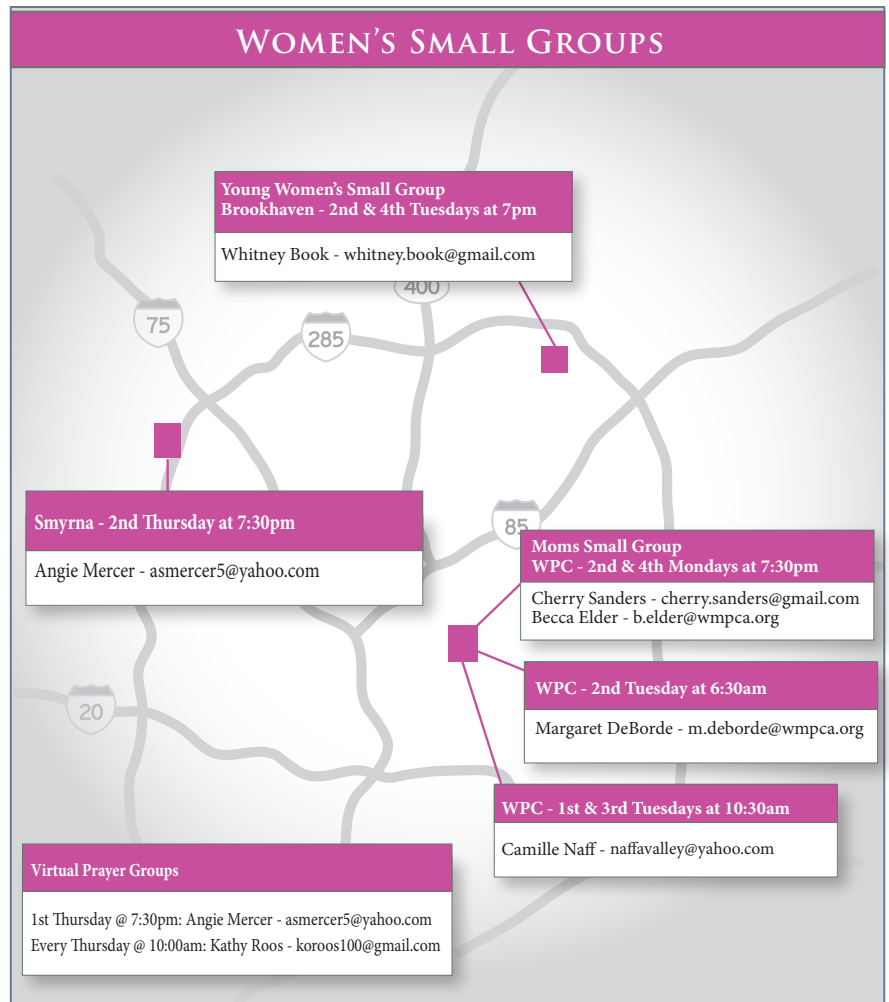 WOMEN'S SMALL GROUPS
Young Women's Small Group
Brookhaven - 2nd & 4th Tuesdays at 7pm
Whitney Book - whitney.book@gmail.com
400
75
285
Smyrna - 2nd Thursday at 7:30pm
Angie Mercer - asmercer5@yahoo.com
85
Moms Small Group
WPC - 2nd & 4th Mondays at 7:30pm
Cherry Sanders - cherry.sanders@gmail.com
Becca Elder - b.elder@wmpca.org
WPC - 2nd Tuesday at 6:30am
Margaret DeBorde - m.deborde@wmpca.org
20
WPC - 1st & 3rd Tuesdays at 10:30am
Camille Naff - naffavalley@yahoo.com
Virtual Prayer Groups
1st Thursday @ 7:30pm: Angie Mercer - asmercer5@yahoo.com
Every Thursday @ 10:00am: Kathy Roos - koroos100@gmail.com